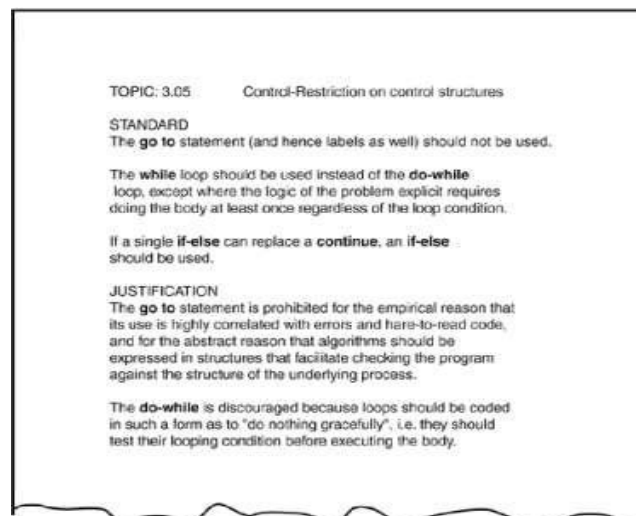 TOPIC: 3.05 Control-Restriction on control structures
STANDARD
The go to statement (and hence labels as well) should not be used.
The while loop should be used instead of the do-while
loop, except where the logic of the problem explicit requires
doing the body at least once regardless of the loop condition.
If a single if-else can replace a continue, an if-else
should be used.
JUSTIFICATION
The go to statement is prohibited for the empirical reason that
its use is highly correlated with errors and hare-to-read code,
and for the abstract reason that algorithms should be
expressed in structures that facilitate checking the program
against the structure of the underlying process.
The do-while is discouraged because loops should be coded
in such a form as to "do nothing gracefully", i.e. they should
test their looping condition before executing the body.